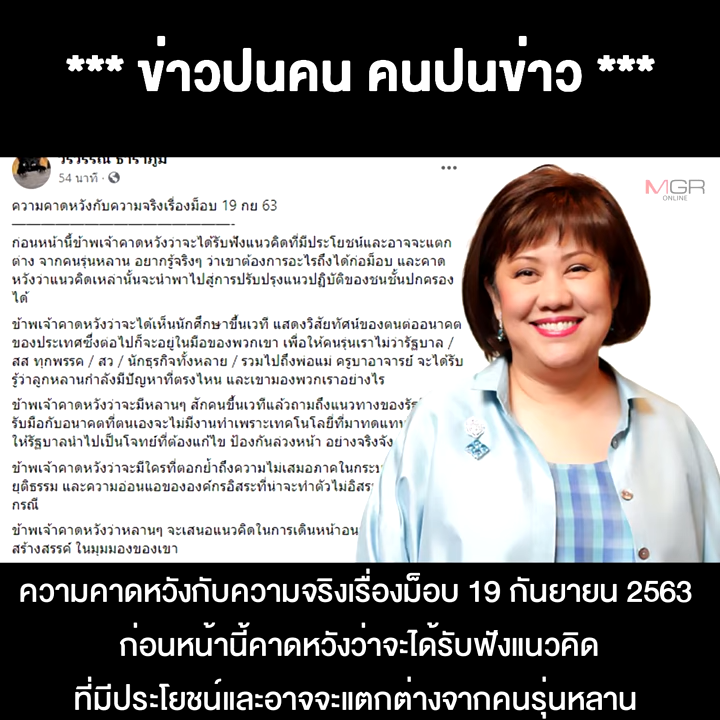 *** ข่าวปนคน คนปนข่าว ***
วรวรรณ ธาราภูมิ
54 นาที ·
MGR
ONLINE
ความคาดหวังกับความจริงเรื่องม็อบ 19 กย 63
-------------------------------------------
ก่อนหน้านี้ข้าพเจ้าคาดหวังว่าจะได้รับฟังแนวคิดที่มีประโยชน์และอาจจะแตก
ต่าง จากคนรุ่นหลาน อยากรู้จริงๆ ว่าเขาต้องการอะไรถึงได้ก่อม็อบ และคาด
หวังว่าแนวคิดเหล่านั้นจะนำพาไปสู่การปรับปรุงแนวปฏิบัติของชนชั้นปกครอง
ได้
ข้าพเจ้าคาดหวังว่าจะได้เห็นนักศึกษาขึ้นเวที แสดงวิสัยทัศน์ของตนต่ออนาคต
ของประเทศซึ่งต่อไปก็จะอยู่ในมือของพวกเขา เพื่อให้คนรุ่นเราไม่ว่ารัฐบาล /
สส ทุกพรรค / สว / นักธุรกิจทั้งหลาย / รวมไปถึงพ่อแม่ ครูบาอาจารย์ จะได้รับ
รู้ว่าลูกหลานกำลังมีปัญหาที่ตรงไหน และเขามองพวกเราอย่างไร
ข้าพเจ้าคาดหวังว่าจะมีหลานๆ สักคนขึ้นเวทีแล้วถามถึงแนวทางของรัฐ
รับมือกับอนาคตที่ตนเองจะไม่มีงานทำเพราะเทคโนโลยีที่มาทดแทน
ให้รัฐบาลนำไปเป็นโจทย์ที่ต้องแก้ไข ป้องกันล่วงหน้า อย่างจริงจัง
ข้าพเจ้าคาดหวังว่าจะมีใครที่ตอกย้ำถึงความไม่เสมอภาคในกระบ
ยุติธรรม และความอ่อนแอขององค์กรอิสระที่น่าจะทำตัวไม่อิสร
กรณี
ข้าพเจ้าคาดหวังว่าหลานๆ จะเสนอแนวคิดในการเดินหน้าอน
สร้างสรรค์ ในมุมมองของเขา
ความคาดหวังกับความจริงเรื่องม็อบ 19 กันยายน 2563
ก่อนหน้านี้คาดหวังว่าจะได้รับฟังแนวคิด
ที่มีประโยชน์และอาจจะแตกต่างจากคนรุ่นหลาน